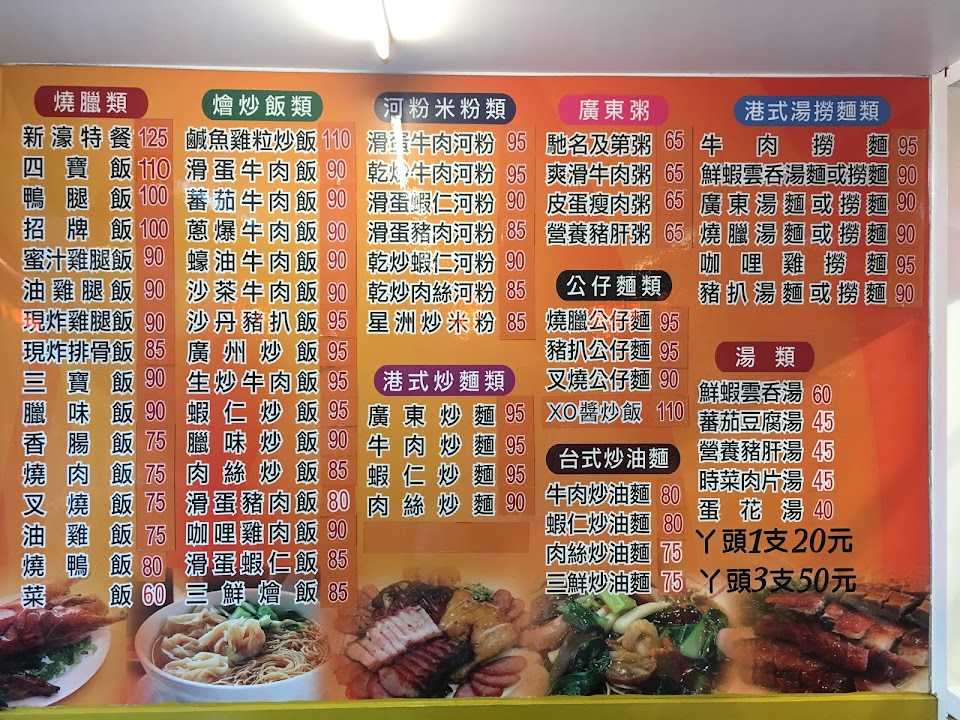 燒臘類
新濠特餐 125
四寶飯 110
鴨腿飯 100
招牌飯 100
蜜汁雞腿飯 90
油雞腿飯 90
現炸雞腿飯 90
現炸排骨飯 85
三寶飯 90
臘味飯 90
香腸飯 75
燒肉飯 75
叉燒飯 75
油雞飯 75
燒鴨飯 80
菜飯 60
燴炒飯類
鹹魚雞粒炒飯 110
滑蛋牛肉飯 90
蕃茄牛肉飯 90
蔥爆牛肉飯 90
蠔油牛肉飯 90
沙茶牛肉飯 90
沙丹豬扒飯 95
廣州炒飯 95
生炒牛肉飯 95
蝦仁炒飯 95
臘味炒飯 90
肉絲炒飯 85
滑蛋豬肉飯 80
咖哩雞肉飯 90
滑蛋蝦仁飯 85
三鮮燴飯 85
河粉米粉類
滑蛋牛肉河粉 95
乾炒牛肉河粉 95
滑蛋蝦仁河粉 90
滑蛋豬肉河粉 85
乾炒蝦仁河粉 90
乾炒肉絲河粉 85
星洲炒米粉 85
港式炒麵類
廣東炒麵 95
牛肉炒麵 95
蝦仁炒麵 95
肉絲炒麵 90
廣東粥
馳名及第粥 65
爽滑牛肉粥 65
皮蛋瘦肉粥 65
營養豬肝粥 65
公仔麵類
燒臘公仔麵 95
豬扒公仔麵 95
叉燒公仔麵 90
XO醬炒飯 110
台式炒油麵
牛肉炒油麵 80
蝦仁炒油麵 80
肉絲炒油麵 75
三鮮炒油麵 75
港式湯撈麵類
牛肉撈麵 95
鮮蝦雲吞湯麵或撈麵 90
廣東湯麵或撈麵 90
燒臘湯麵或撈麵 90
咖哩雞撈麵 95
豬扒湯麵或撈麵 90
湯類
鮮蝦雲吞湯 60
蕃茄豆腐湯 45
營養豬肝湯 45
時菜肉片湯 45
蛋花湯 40
丫頭1支20元
丫頭3支50元